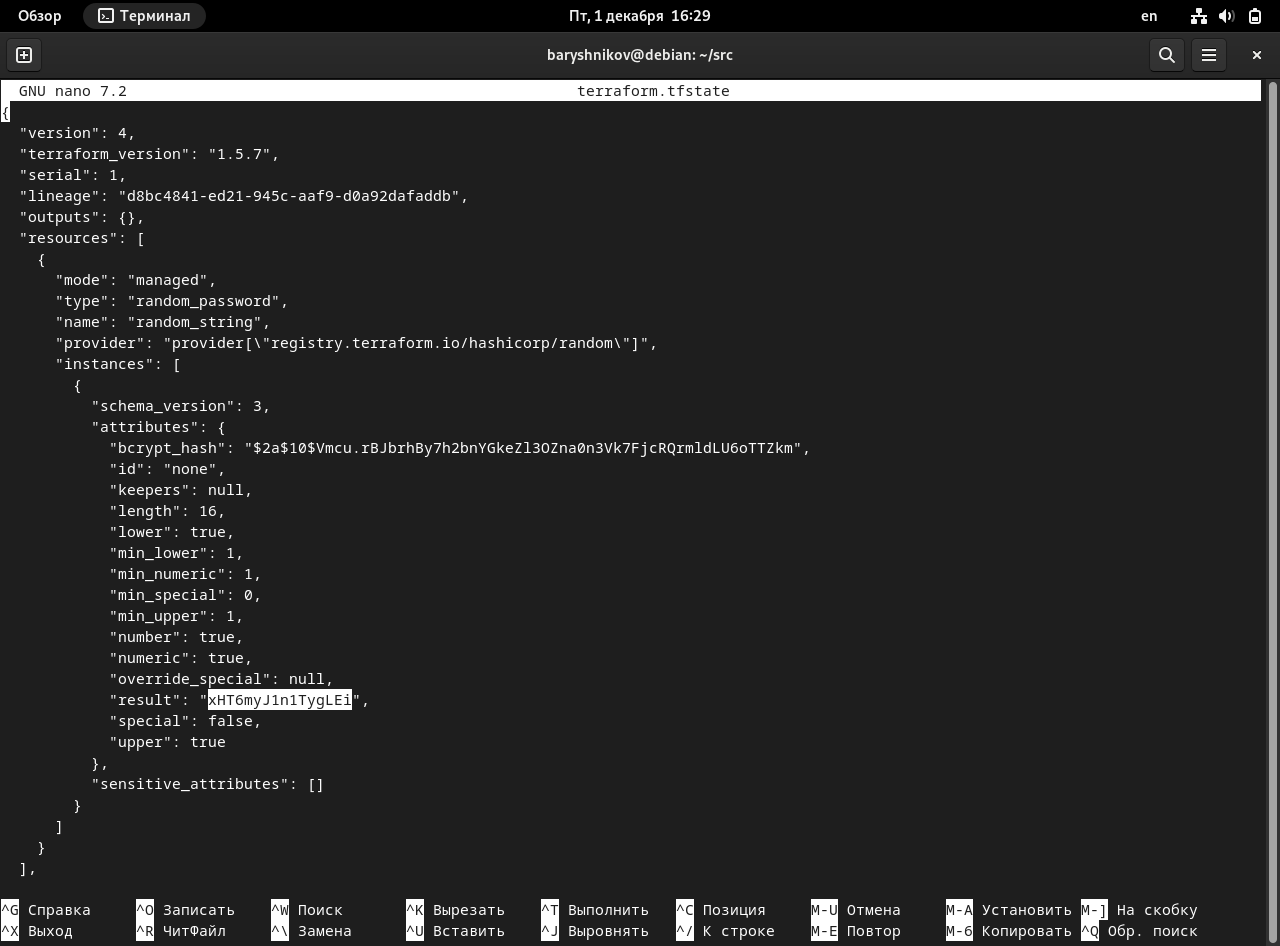 Обзор Терминал Пт, 1 декабря 16:29 en
baryshnikov@debian: ~/src
GNU nano 7.2 terraform.tfstate
{
  "version": 4,
  "terraform_version": "1.5.7",
  "serial": 1,
  "lineage": "d8bc4841-ed21-945c-aaf9-d0a92dafaddb",
  "outputs": {},
  "resources": [
    {
      "mode": "managed",
      "type": "random_password",
      "name": "random_string",
      "provider": "provider[\"registry.terraform.io/hashicorp/random\"]",
      "instances": [
        {
          "schema_version": 3,
          "attributes": {
            "bcrypt_hash": "$2a$10$Vmcu.rBJbrhBy7h2bnYGkeZl3OZna0n3Vk7FjcRQrmldLU6oTTZkm",
            "id": "none",
            "keepers": null,
            "length": 16,
            "lower": true,
            "min_lower": 1,
            "min_numeric": 1,
            "min_special": 0,
            "min_upper": 1,
            "number": true,
            "numeric": true,
            "override_special": null,
            "result": "xHT6myJ1n1TygLEi",
            "special": false,
            "upper": true
          },
          "sensitive_attributes": []
        }
      ]
    }
  ],
^G Справка ^O Записать ^W Поиск ^K Вырезать ^T Выполнить ^C Позиция M-U Отмена M-A Установить M-] На скобку
^X Выход ^R ЧитФайл ^\ Замена ^U Вставить ^J Выровнять ^/ К строке M-E Повтор M-6 Копировать ^Q Обр. поиск